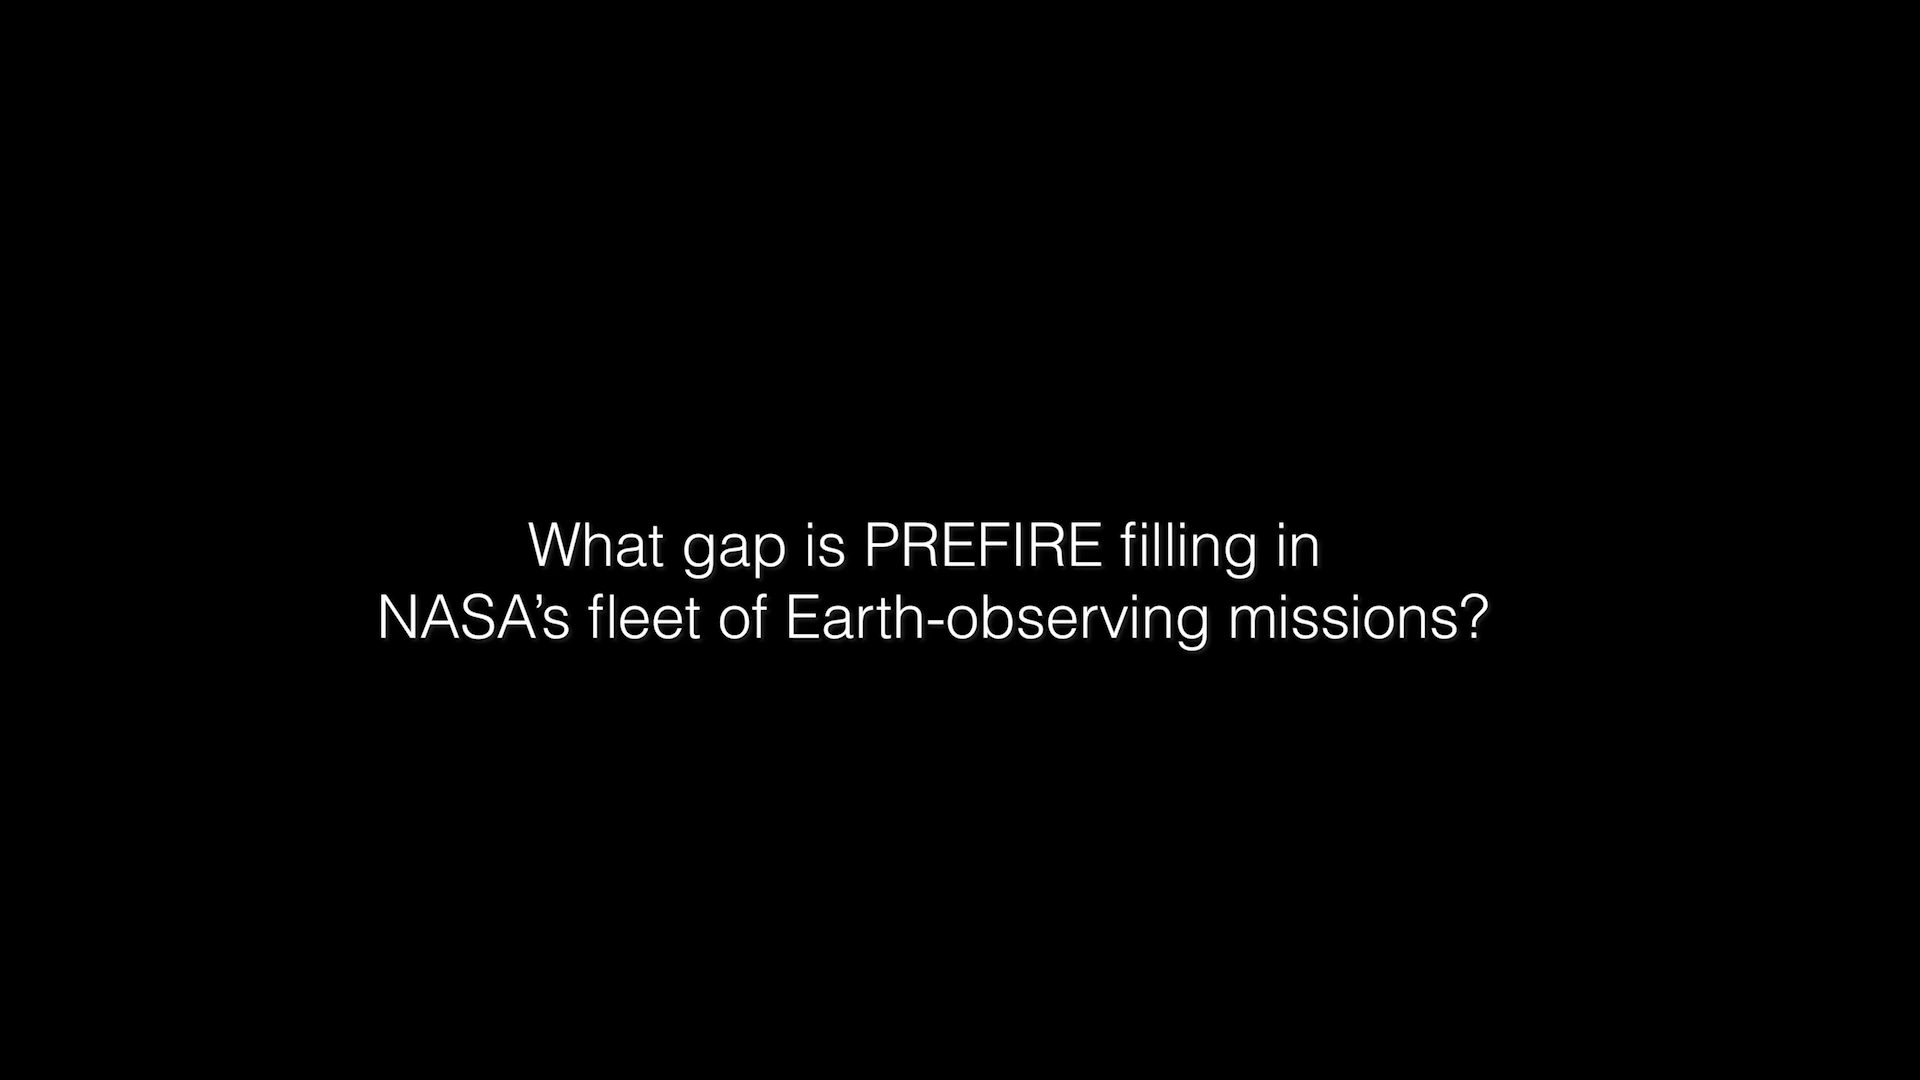 What gap is PREFIRE filling in
NASA’s fleet of Earth-observing missions?